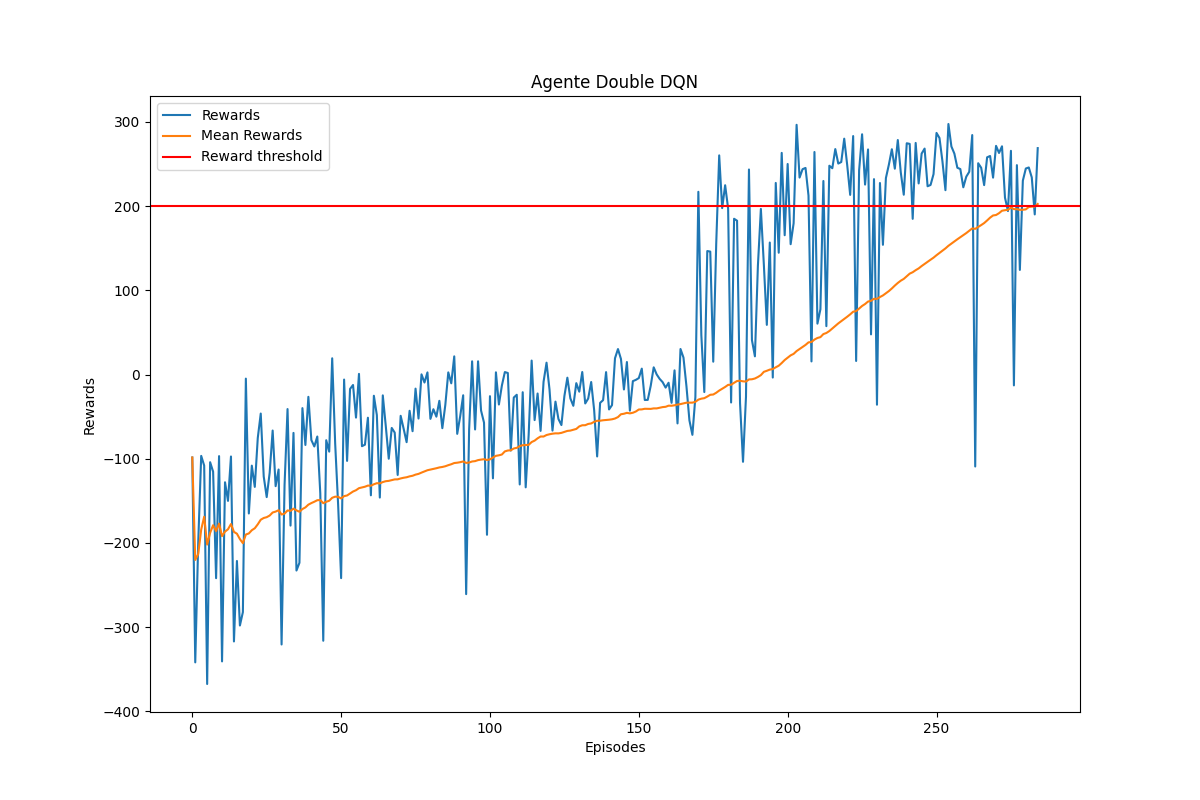 Agente Double DQN
Rewards
Mean Rewards
Reward threshold
300
200
100
0
−100
−200
−300
−400
Rewards
0 50 100 150 200 250
Episodes